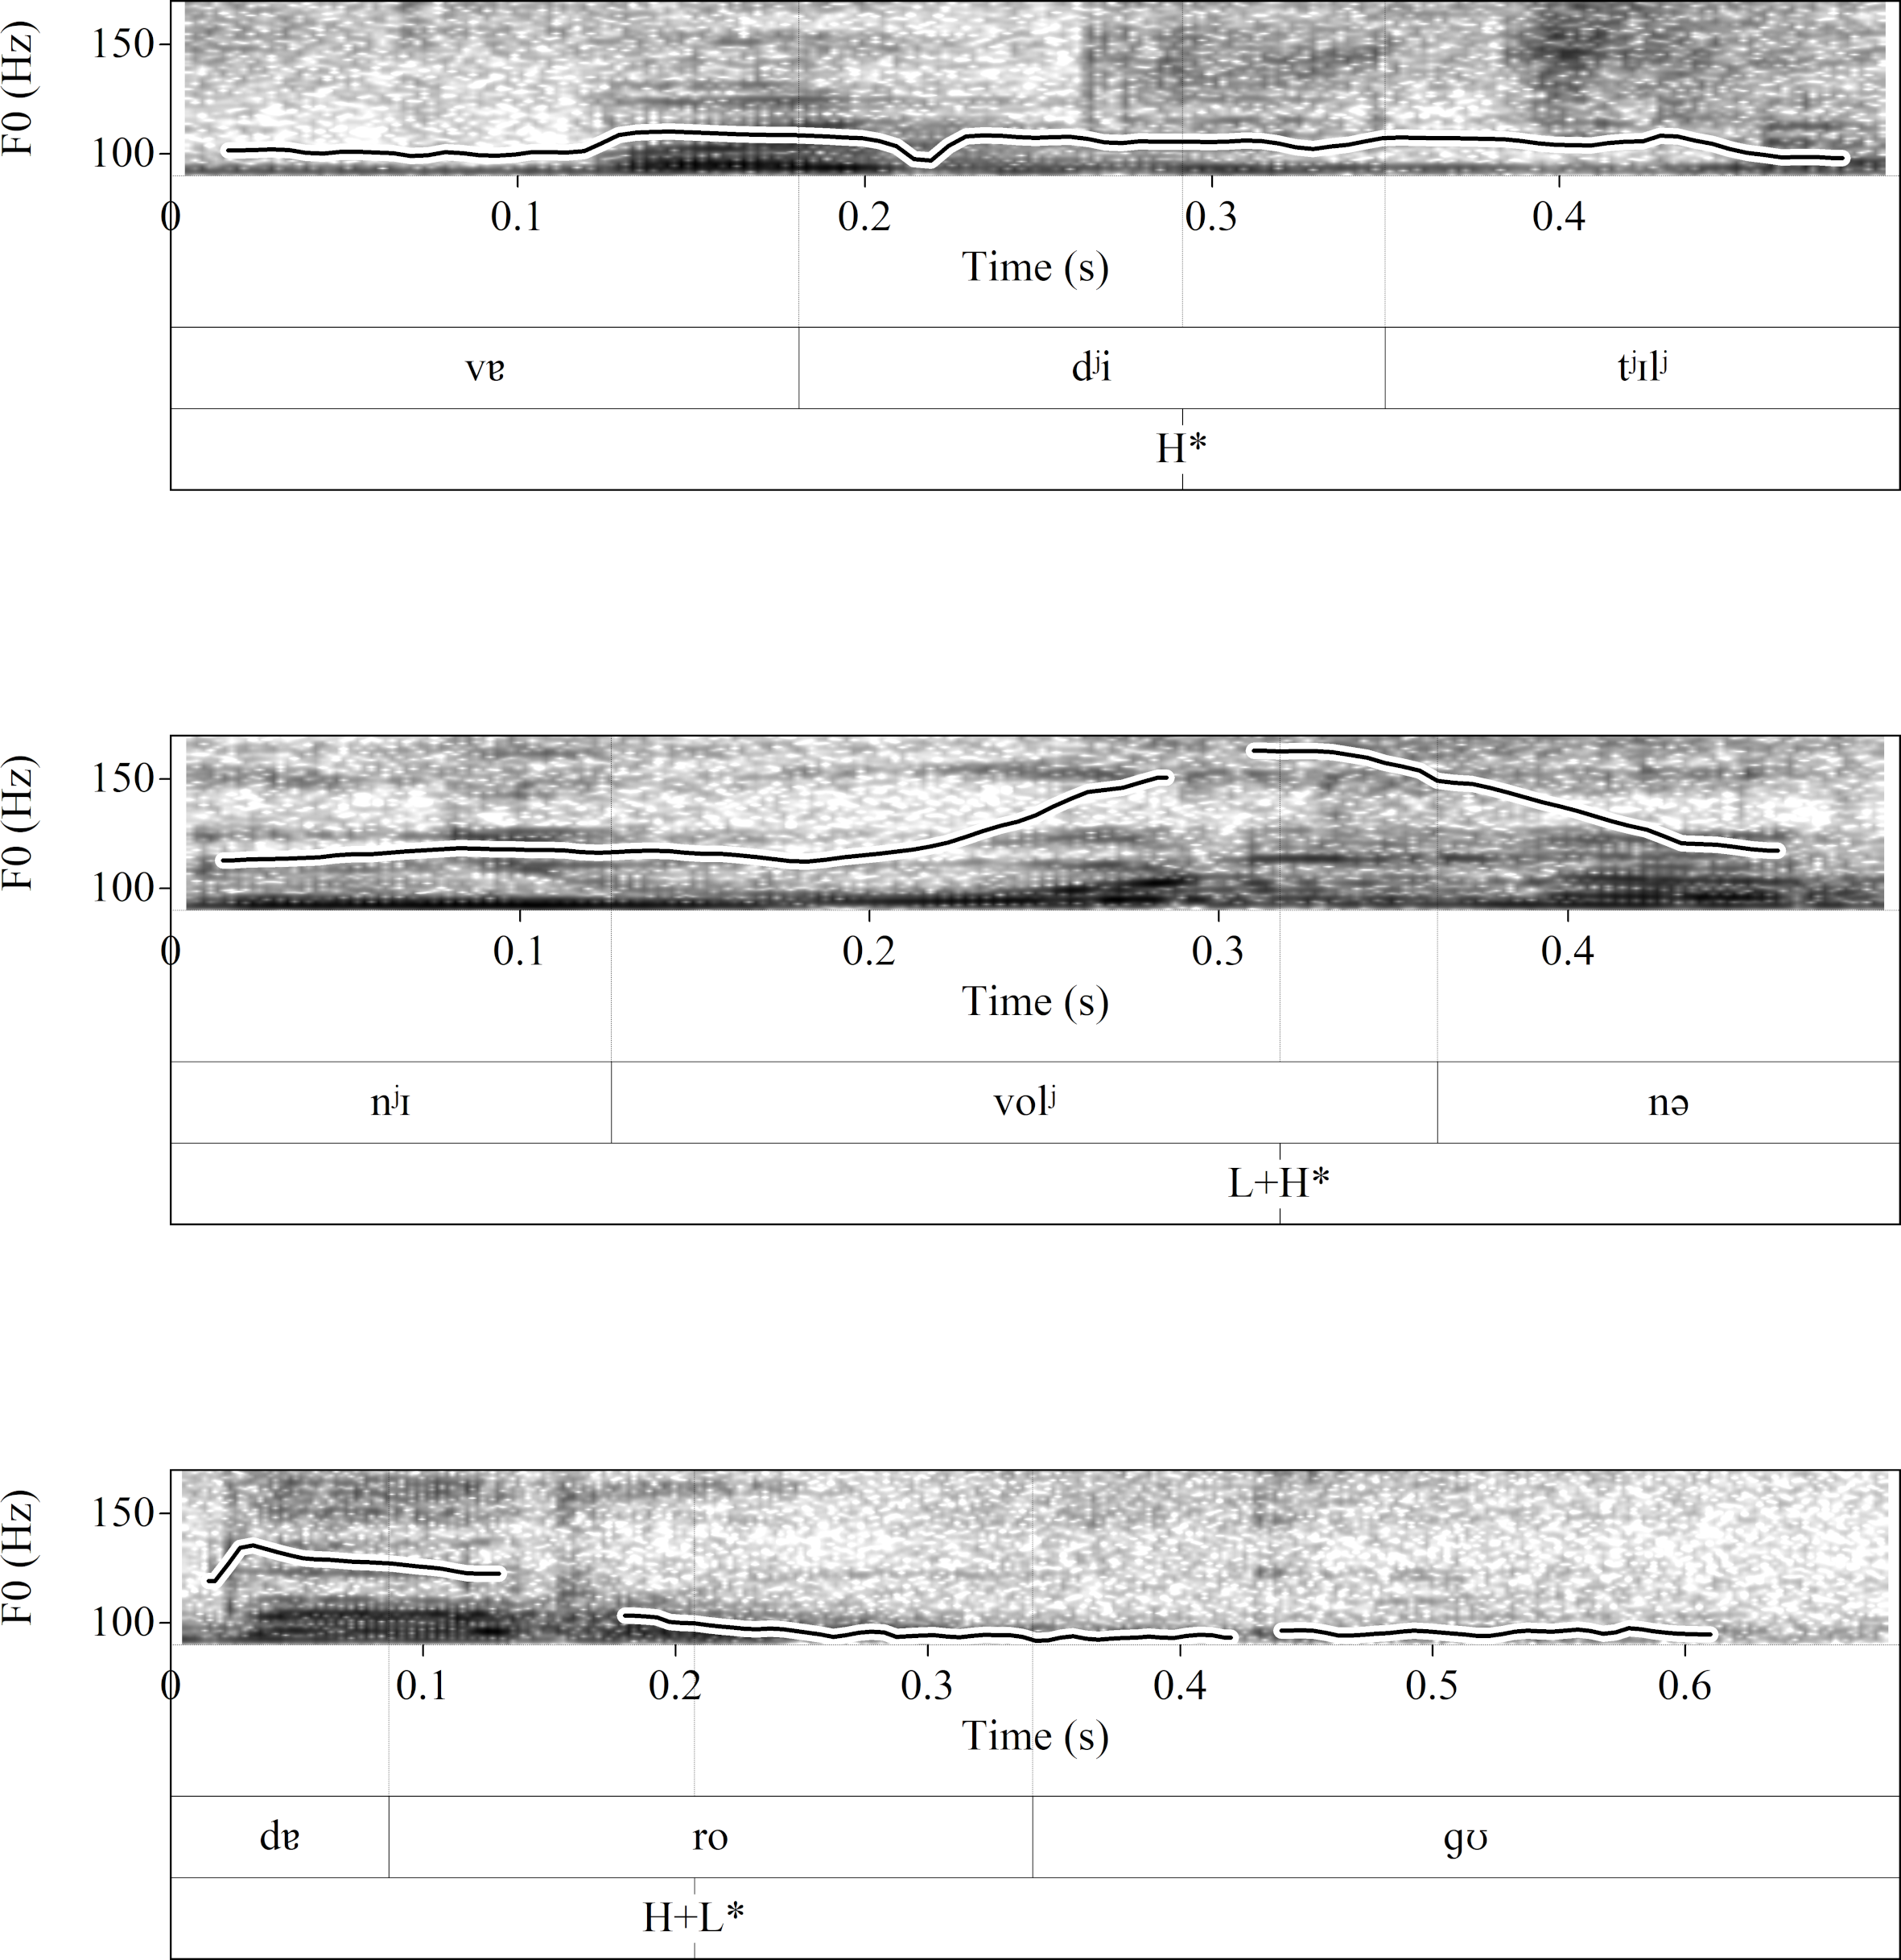 F0 (Hz)
150
100
0 0.1 0.2 0.3 0.4
Time (s)
vɐ dʲi tʲɪlʲ
H*
F0 (Hz)
150
100
0 0.1 0.2 0.3 0.4
Time (s)
nʲɪ volʲ nə
L+H*
F0 (Hz)
150
100
0 0.1 0.2 0.3 0.4 0.5 0.6
Time (s)
dɐ ro gʊ
H+L*